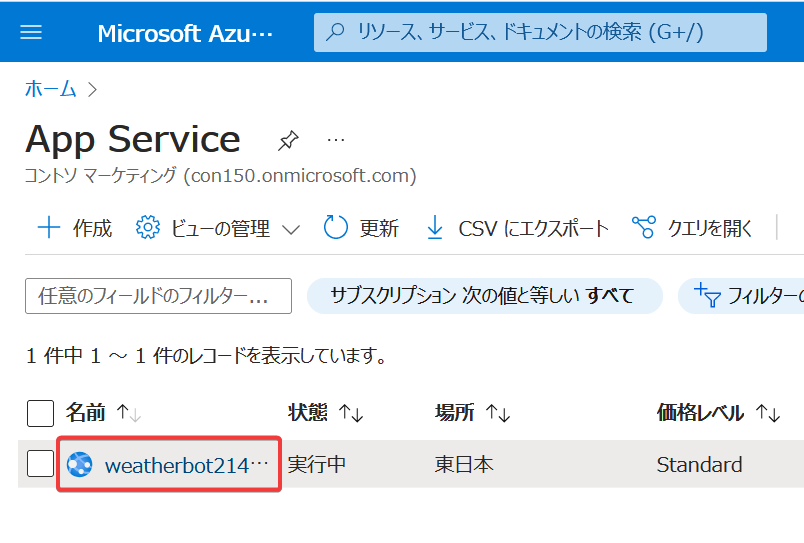 Microsoft Azu… リソース、サービス、ドキュメントの検索 (G+/)
ホーム
App Service …
コントソ マーケティング (con150.onmicrosoft.com)
作成 ビューの管理 更新 CSV にエクスポート クエリを開く
任意のフィールドのフィルター... サブスクリプション 次の値と等しい すべて フィルターの
1 件中 1 ～ 1 件のレコードを表示しています。
名前 ↑↓ 状態 ↑↓ 場所 ↑↓ 価格レベル ↑↓
weatherbot214… 実行中 東日本 Standard